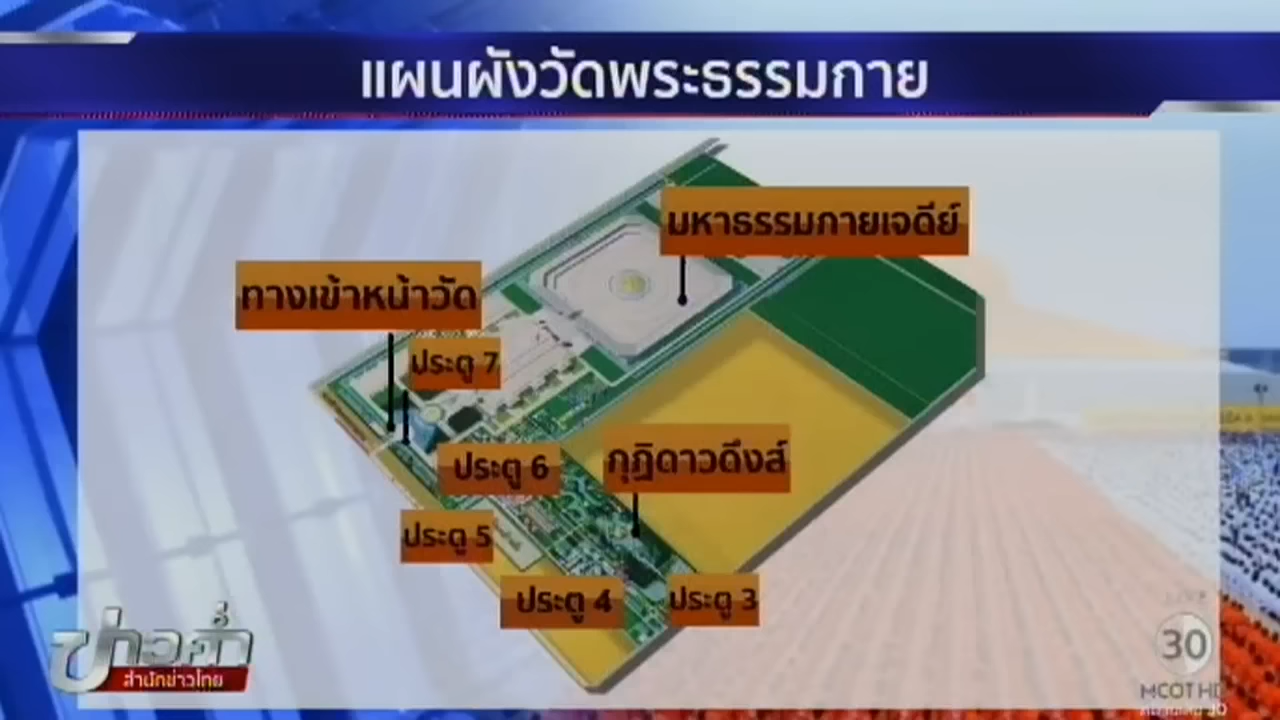 แผนผังวัดพระธรรมกาย
มหาธรรมกายเจดีย์
ทางเข้าหน้าวัด
ประตู 7
ประตู 6
กุฏิดาวดึงส์
ประตู 5
ประตู 4
ประตู 3
ข่าวค่ำ
สำนักข่าวไทย
LIVE
30
MCOT HD